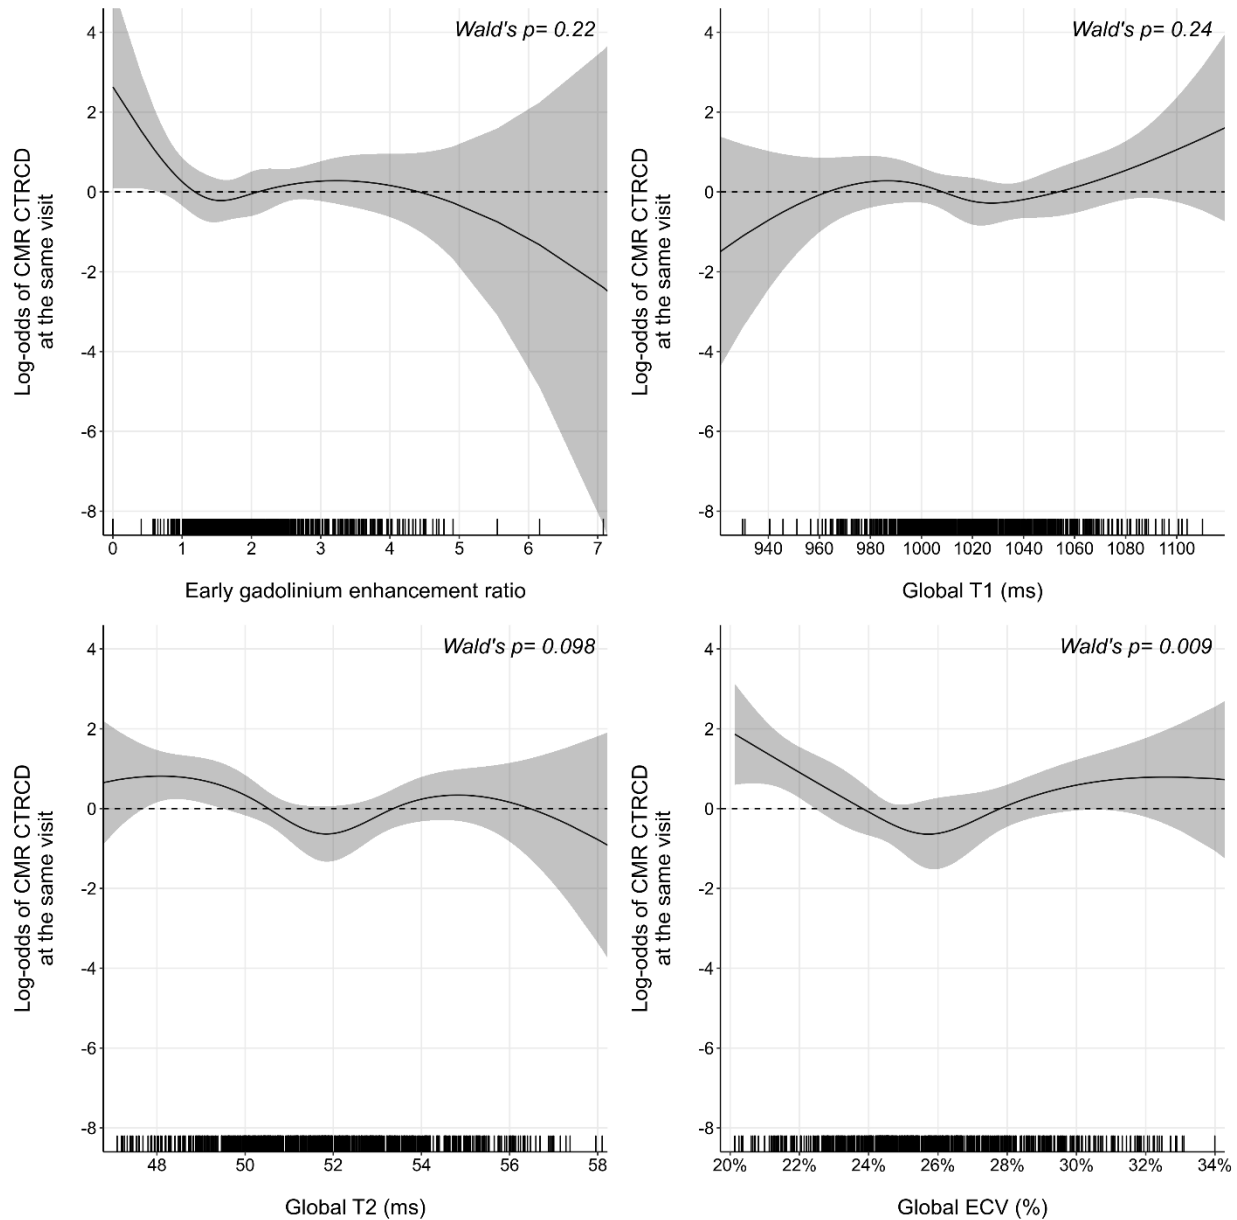 Wald's p= 0.22
Log-odds of CMR CTRCD
at the same visit
4
2
0
-2
-4
-6
-8
0 1 2 3 4 5 6 7
Early gadolinium enhancement ratio
Wald's p= 0.24
Log-odds of CMR CTRCD
at the same visit
4
2
0
-2
-4
-6
-8
940 960 980 1000 1020 1040 1060 1080 1100
Global T1 (ms)
Wald's p= 0.098
Log-odds of CMR CTRCD
at the same visit
4
2
0
-2
-4
-6
-8
48 50 52 54 56 58
Global T2 (ms)
Wald's p= 0.009
Log-odds of CMR CTRCD
at the same visit
4
2
0
-2
-4
-6
-8
20% 22% 24% 26% 28% 30% 32% 34%
Global ECV (%)